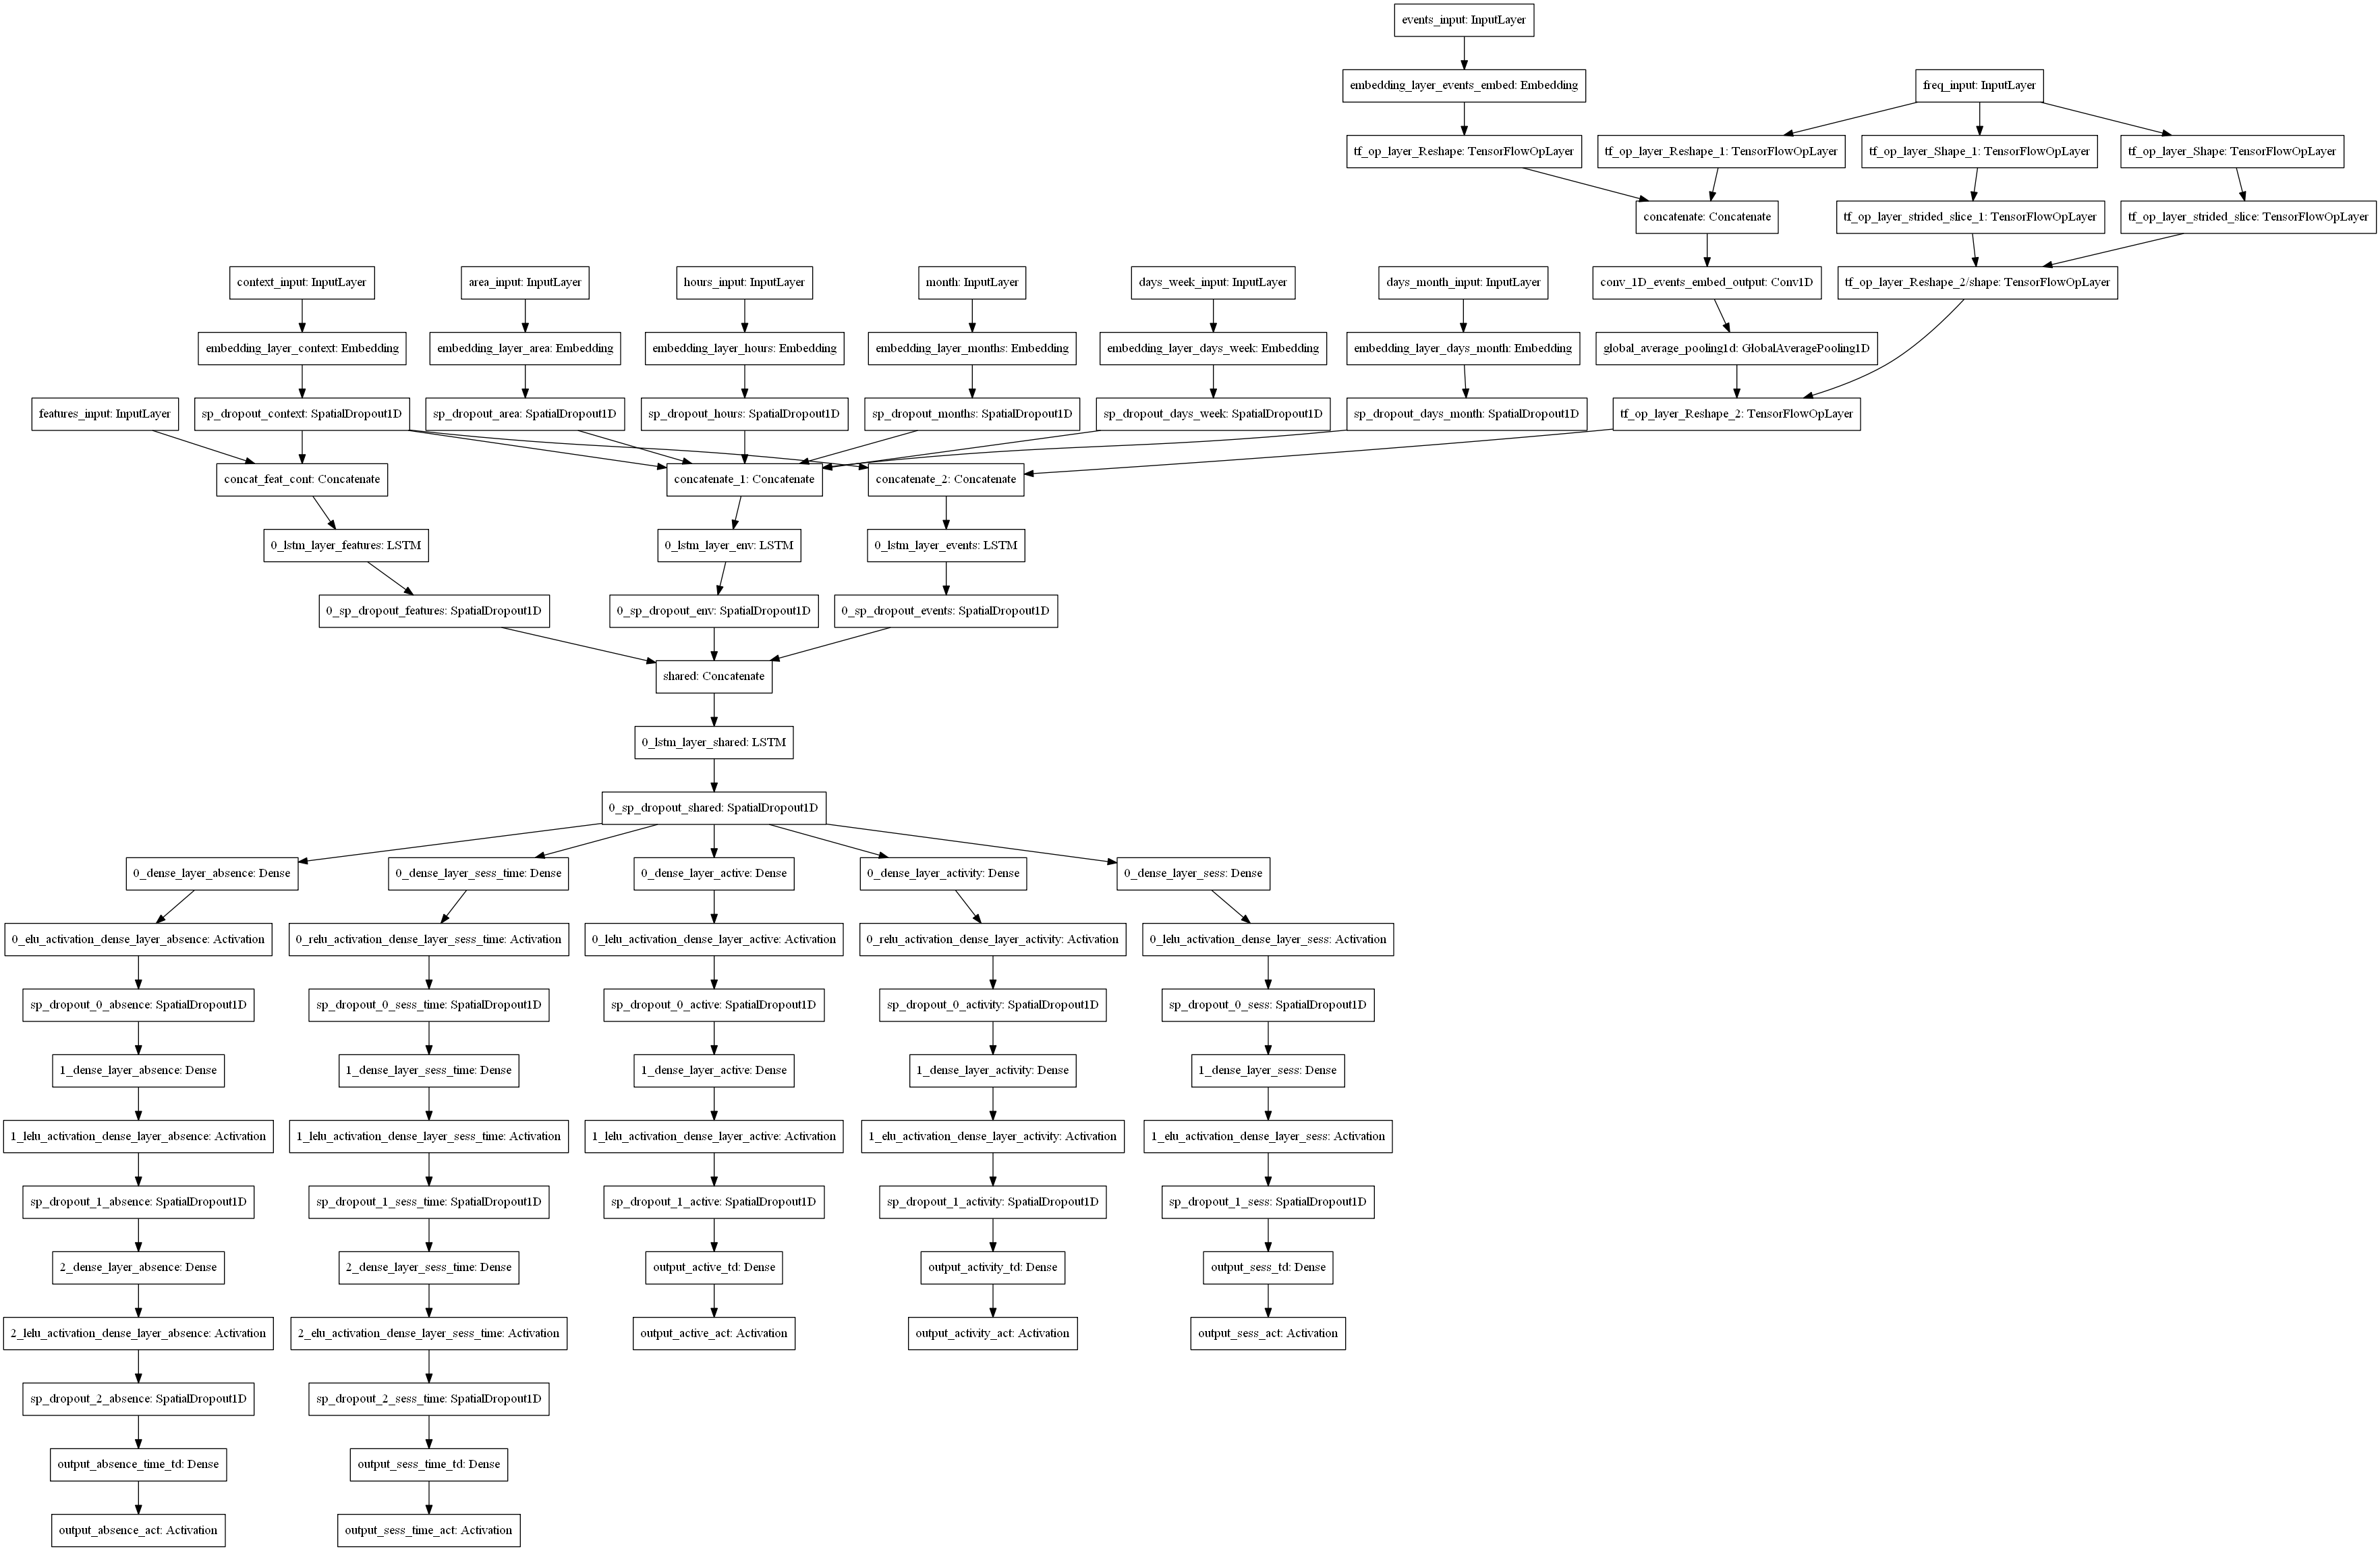 events_input: InputLayer
embedding_layer_events_embed: Embedding
freq_input: InputLayer
tf_op_layer_Reshape: TensorFlowOpLayer
tf_op_layer_Reshape_1: TensorFlowOpLayer
tf_op_layer_Shape_1: TensorFlowOpLayer
tf_op_layer_Shape: TensorFlowOpLayer
concatenate: Concatenate
tf_op_layer_strided_slice_1: TensorFlowOpLayer
tf_op_layer_strided_slice: TensorFlowOpLayer
context_input: InputLayer
area_input: InputLayer
hours_input: InputLayer
month: InputLayer
days_week_input: InputLayer
days_month_input: InputLayer
conv_1D_events_embed_output: Conv1D
tf_op_layer_Reshape_2/shape: TensorFlowOpLayer
embedding_layer_context: Embedding
embedding_layer_area: Embedding
embedding_layer_hours: Embedding
embedding_layer_months: Embedding
embedding_layer_days_week: Embedding
embedding_layer_days_month: Embedding
global_average_pooling1d: GlobalAveragePooling1D
features_input: InputLayer
sp_dropout_context: SpatialDropout1D
sp_dropout_area: SpatialDropout1D
sp_dropout_hours: SpatialDropout1D
sp_dropout_months: SpatialDropout1D
sp_dropout_days_week: SpatialDropout1D
sp_dropout_days_month: SpatialDropout1D
tf_op_layer_Reshape_2: TensorFlowOpLayer
concat_feat_cont: Concatenate
concatenate_1: Concatenate
concatenate_2: Concatenate
0_lstm_layer_features: LSTM
0_lstm_layer_env: LSTM
0_lstm_layer_events: LSTM
0_sp_dropout_features: SpatialDropout1D
0_sp_dropout_env: SpatialDropout1D
0_sp_dropout_events: SpatialDropout1D
shared: Concatenate
0_lstm_layer_shared: LSTM
0_sp_dropout_shared: SpatialDropout1D
0_dense_layer_absence: Dense
0_dense_layer_sess_time: Dense
0_dense_layer_active: Dense
0_dense_layer_activity: Dense
0_dense_layer_sess: Dense
0_elu_activation_dense_layer_absence: Activation
0_relu_activation_dense_layer_sess_time: Activation
0_lelu_activation_dense_layer_active: Activation
0_relu_activation_dense_layer_activity: Activation
0_lelu_activation_dense_layer_sess: Activation
sp_dropout_0_absence: SpatialDropout1D
sp_dropout_0_sess_time: SpatialDropout1D
sp_dropout_0_active: SpatialDropout1D
sp_dropout_0_activity: SpatialDropout1D
sp_dropout_0_sess: SpatialDropout1D
1_dense_layer_absence: Dense
1_dense_layer_sess_time: Dense
1_dense_layer_active: Dense
1_dense_layer_activity: Dense
1_dense_layer_sess: Dense
1_lelu_activation_dense_layer_absence: Activation
1_lelu_activation_dense_layer_sess_time: Activation
1_lelu_activation_dense_layer_active: Activation
1_elu_activation_dense_layer_activity: Activation
1_elu_activation_dense_layer_sess: Activation
sp_dropout_1_absence: SpatialDropout1D
sp_dropout_1_sess_time: SpatialDropout1D
sp_dropout_1_active: SpatialDropout1D
sp_dropout_1_activity: SpatialDropout1D
sp_dropout_1_sess: SpatialDropout1D
2_dense_layer_absence: Dense
2_dense_layer_sess_time: Dense
output_active_td: Dense
output_activity_td: Dense
output_sess_td: Dense
2_lelu_activation_dense_layer_absence: Activation
2_elu_activation_dense_layer_sess_time: Activation
output_active_act: Activation
output_activity_act: Activation
output_sess_act: Activation
sp_dropout_2_absence: SpatialDropout1D
sp_dropout_2_sess_time: SpatialDropout1D
output_absence_time_td: Dense
output_sess_time_td: Dense
output_absence_act: Activation
output_sess_time_act: Activation